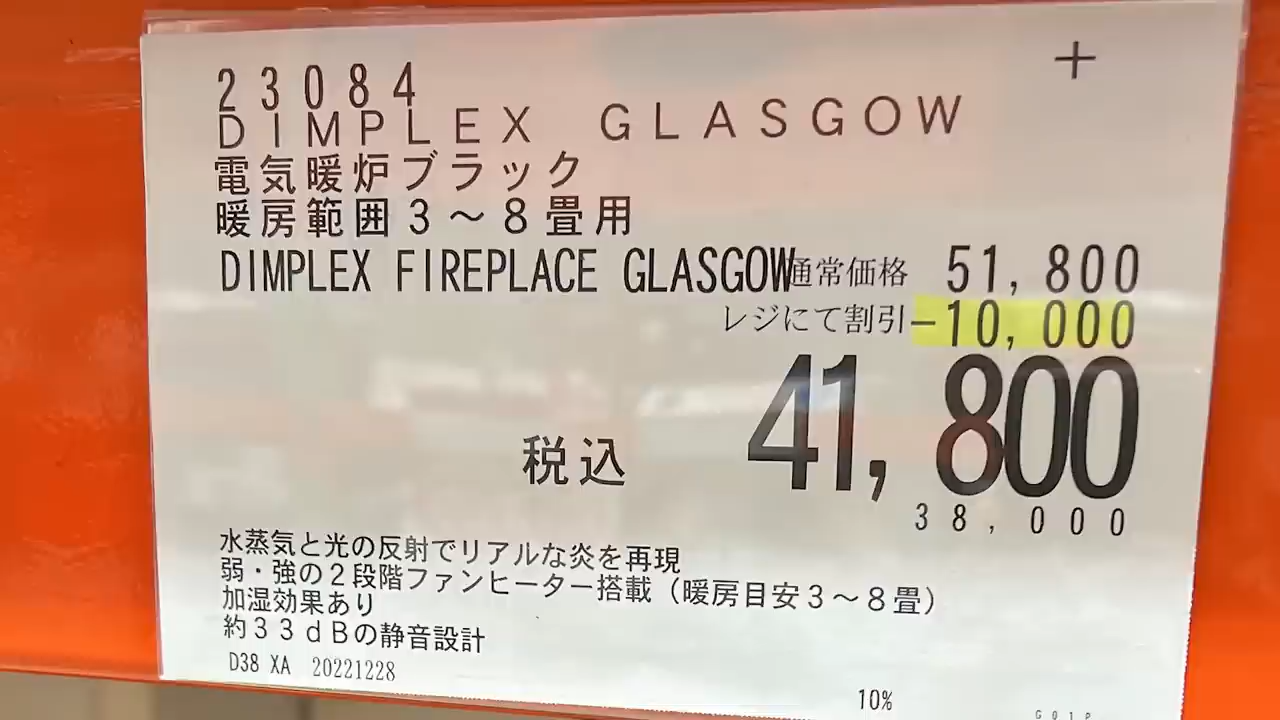 +
23084
DIMPLEX GLASGOW
電気暖炉ブラック
暖房範囲3〜8畳用
DIMPLEX FIREPLACE GLASGOW
通常価格 51,800
レジにて割引 -10,000
税込 41,800
38,000
水蒸気と光の反射でリアルな炎を再現
弱・強の2段階ファンヒーター搭載（暖房目安3〜8畳）
加湿効果あり
約33dBの静音設計
D38 XA 20221228
10%